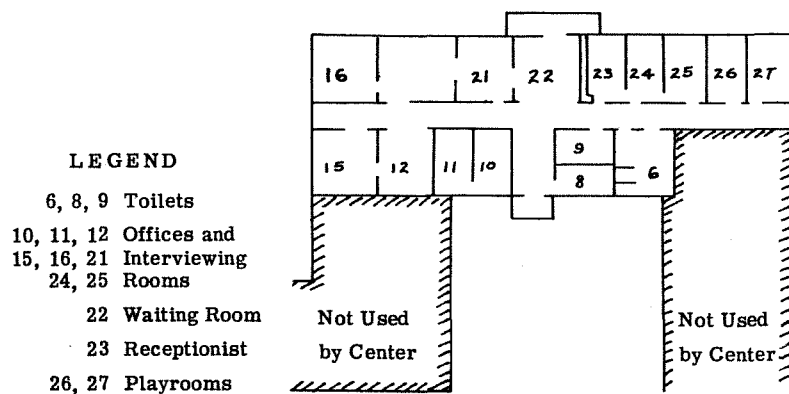 16
21
22
23
24
25
26
27
15
12
11
10
9
8
6
LEGEND
6, 8, 9 Toilets
10, 11, 12 Offices and
15, 16, 21 Interviewing
24, 25 Rooms
22 Waiting Room
23 Receptionist
26, 27 Playrooms
Not Used
by Center
Not Used
by Center